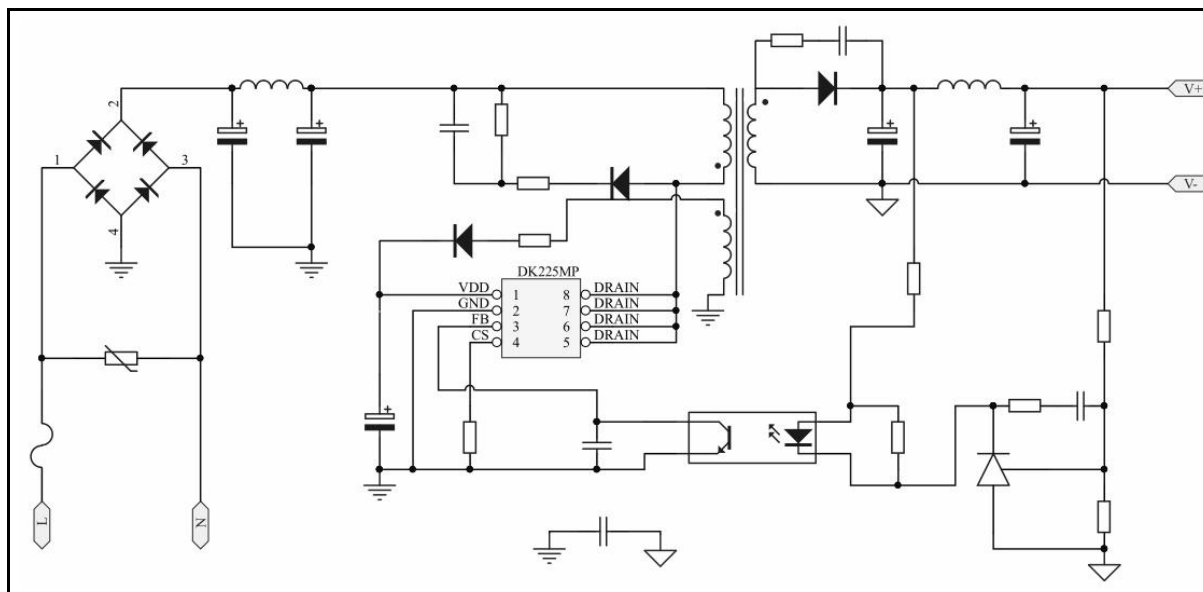 V+
2
1
3
4
V-
DK225MP
VDD 1 8 DRAIN
GND 2 7 DRAIN
FB 3 6 DRAIN
CS 4 5 DRAIN
+
+
+
+
+
L
N